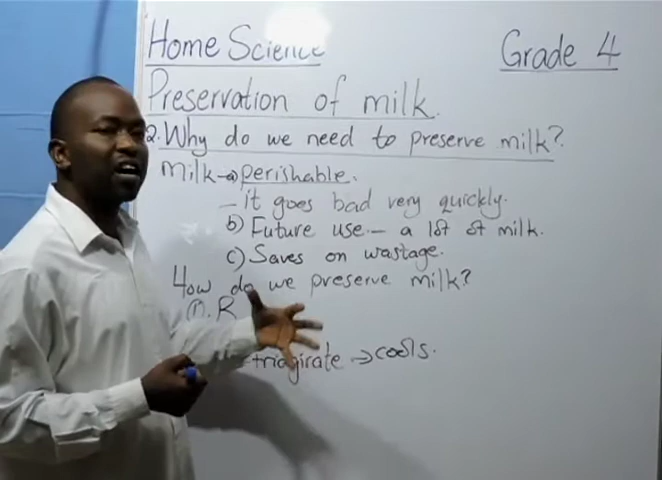 Home Science
Grade 4
Preservation of milk.
2. Why do we need to preserve milk?
Milk → perishable.
- it goes bad very quickly.
b) Future use - a lot of milk.
c) Saves on wastage.
How do we preserve milk?
→ cools.